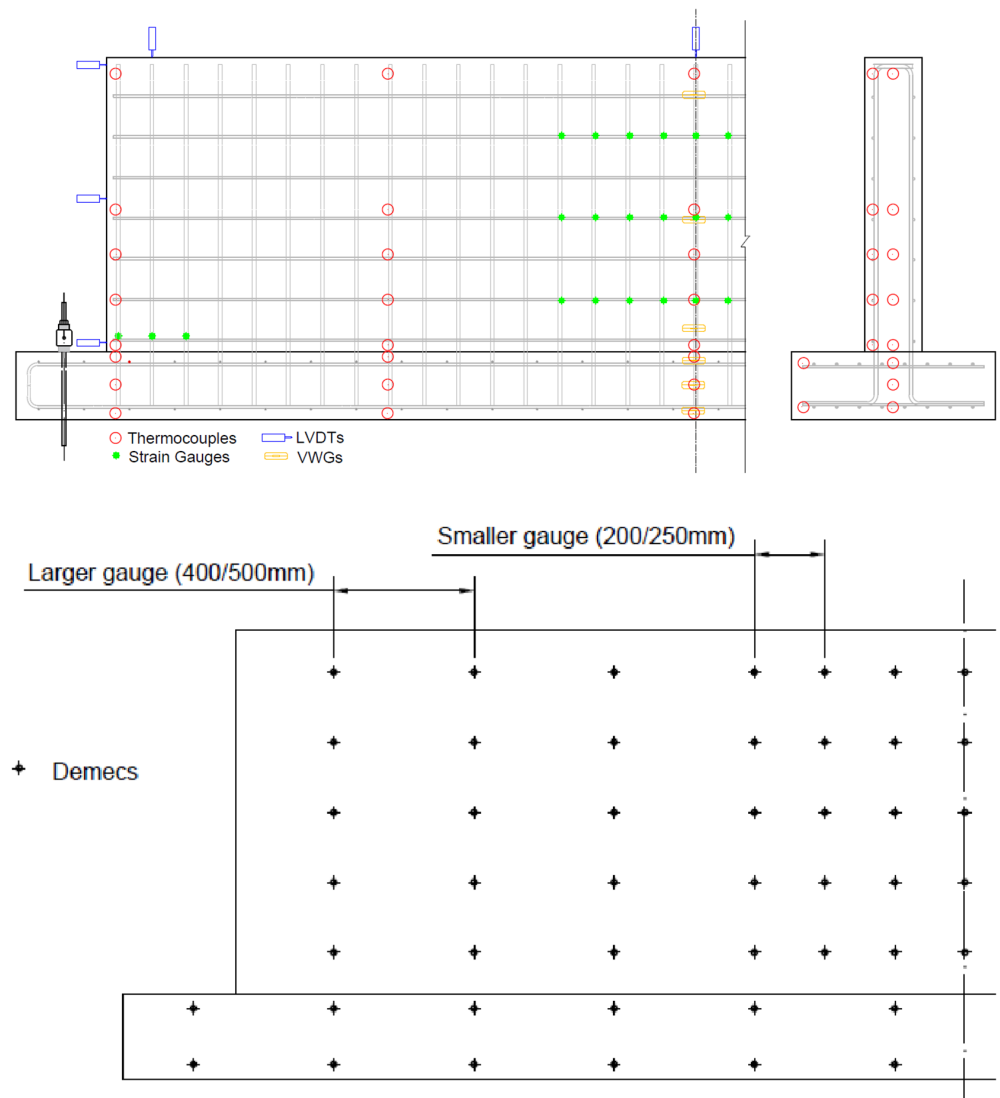 Thermocouples
LVDTs
Strain Gauges
VWGs
Smaller gauge (200/250mm)
Larger gauge (400/500mm)
Demecs